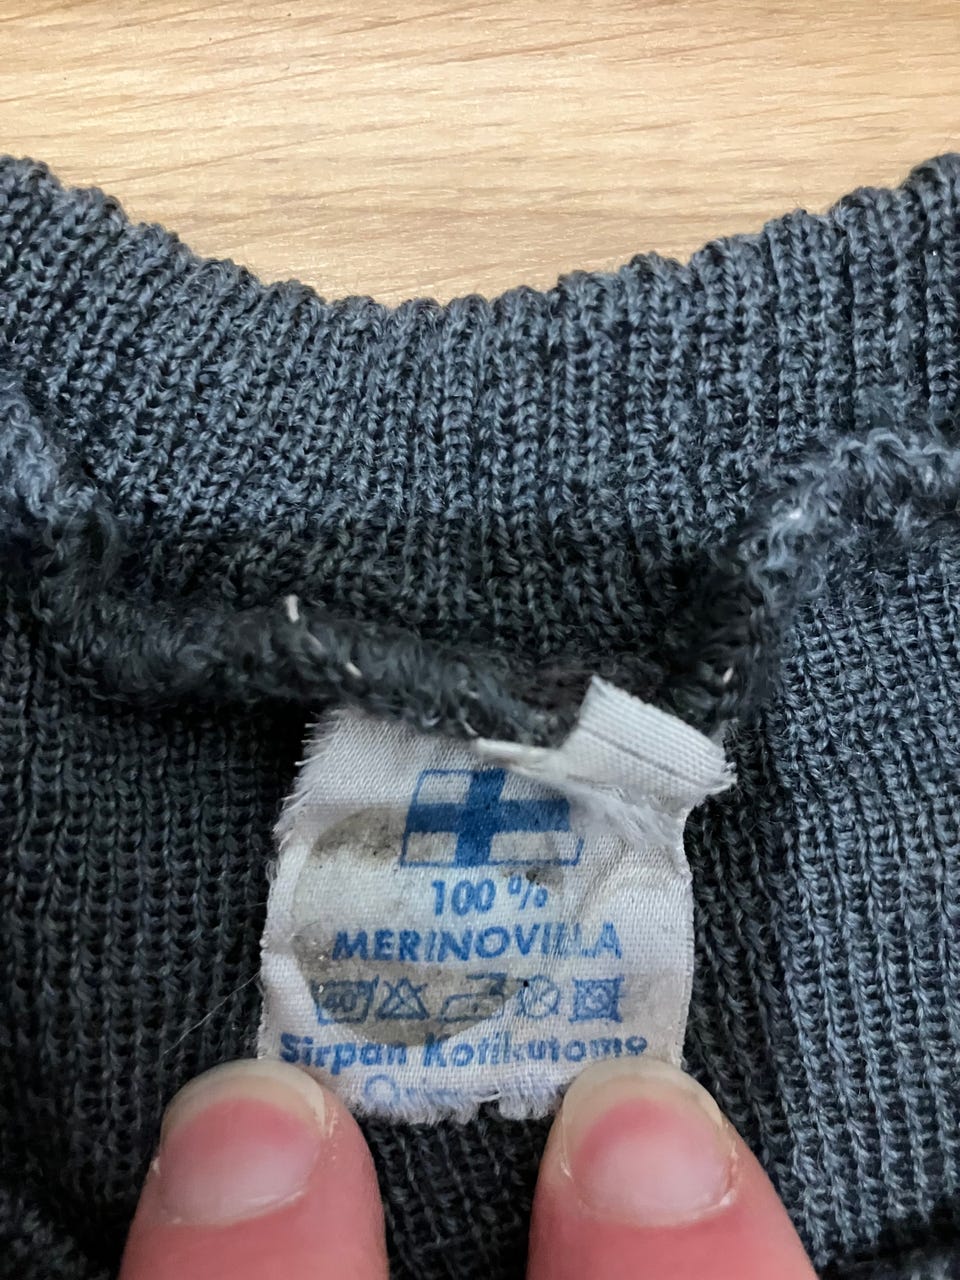 100 %
MERINOVILLA
Sirpan Kotikutomo